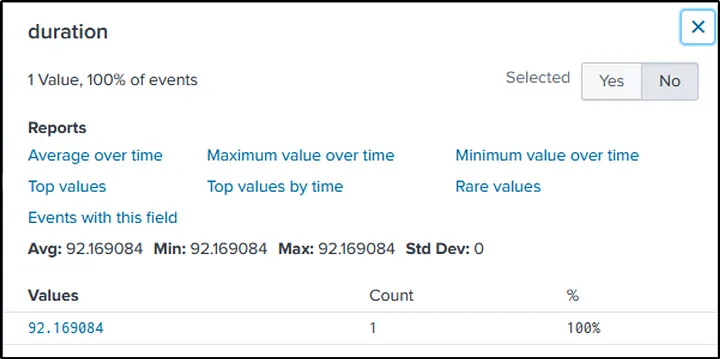 duration
1 Value, 100% of events Selected Yes No
Reports
Average over time Maximum value over time Minimum value over time
Top values Top values by time Rare values
Events with this field
Avg: 92.169084 Min: 92.169084 Max: 92.169084 Std Dev: 0
Values Count %
92.169084 1 100%